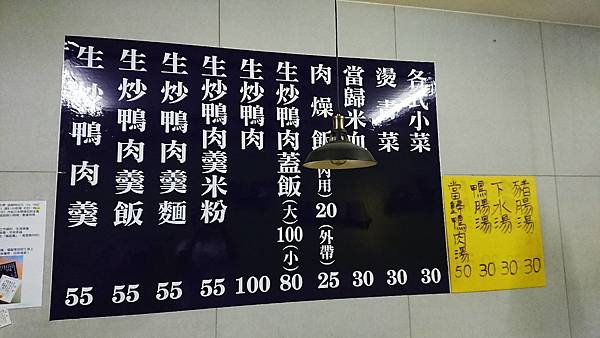 各式小菜 30
燙青菜 30
當歸米血 30
肉燥飯(內用)20(外帶)25
生炒鴨肉蓋飯(大)100(小)80
生炒鴨肉 100
生炒鴨肉羹米粉 55
生炒鴨肉羹麵 55
生炒鴨肉羹飯 55
生炒鴨肉羹 55
豬腸湯 30
下水湯 30
鴨腸湯 30
當歸鴨肉湯 50